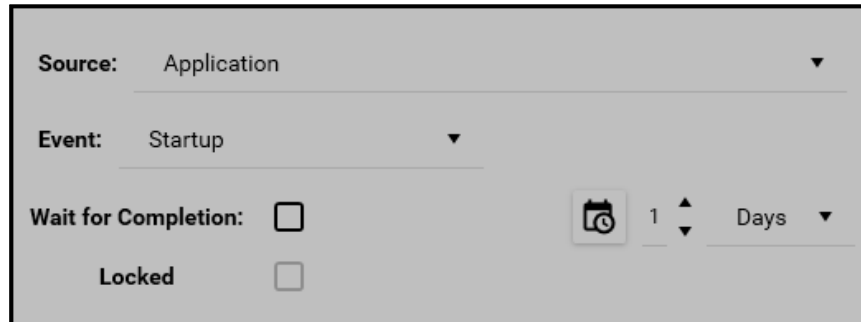 Source: Application
Event: Startup
Wait for Completion: 1 Days
Locked